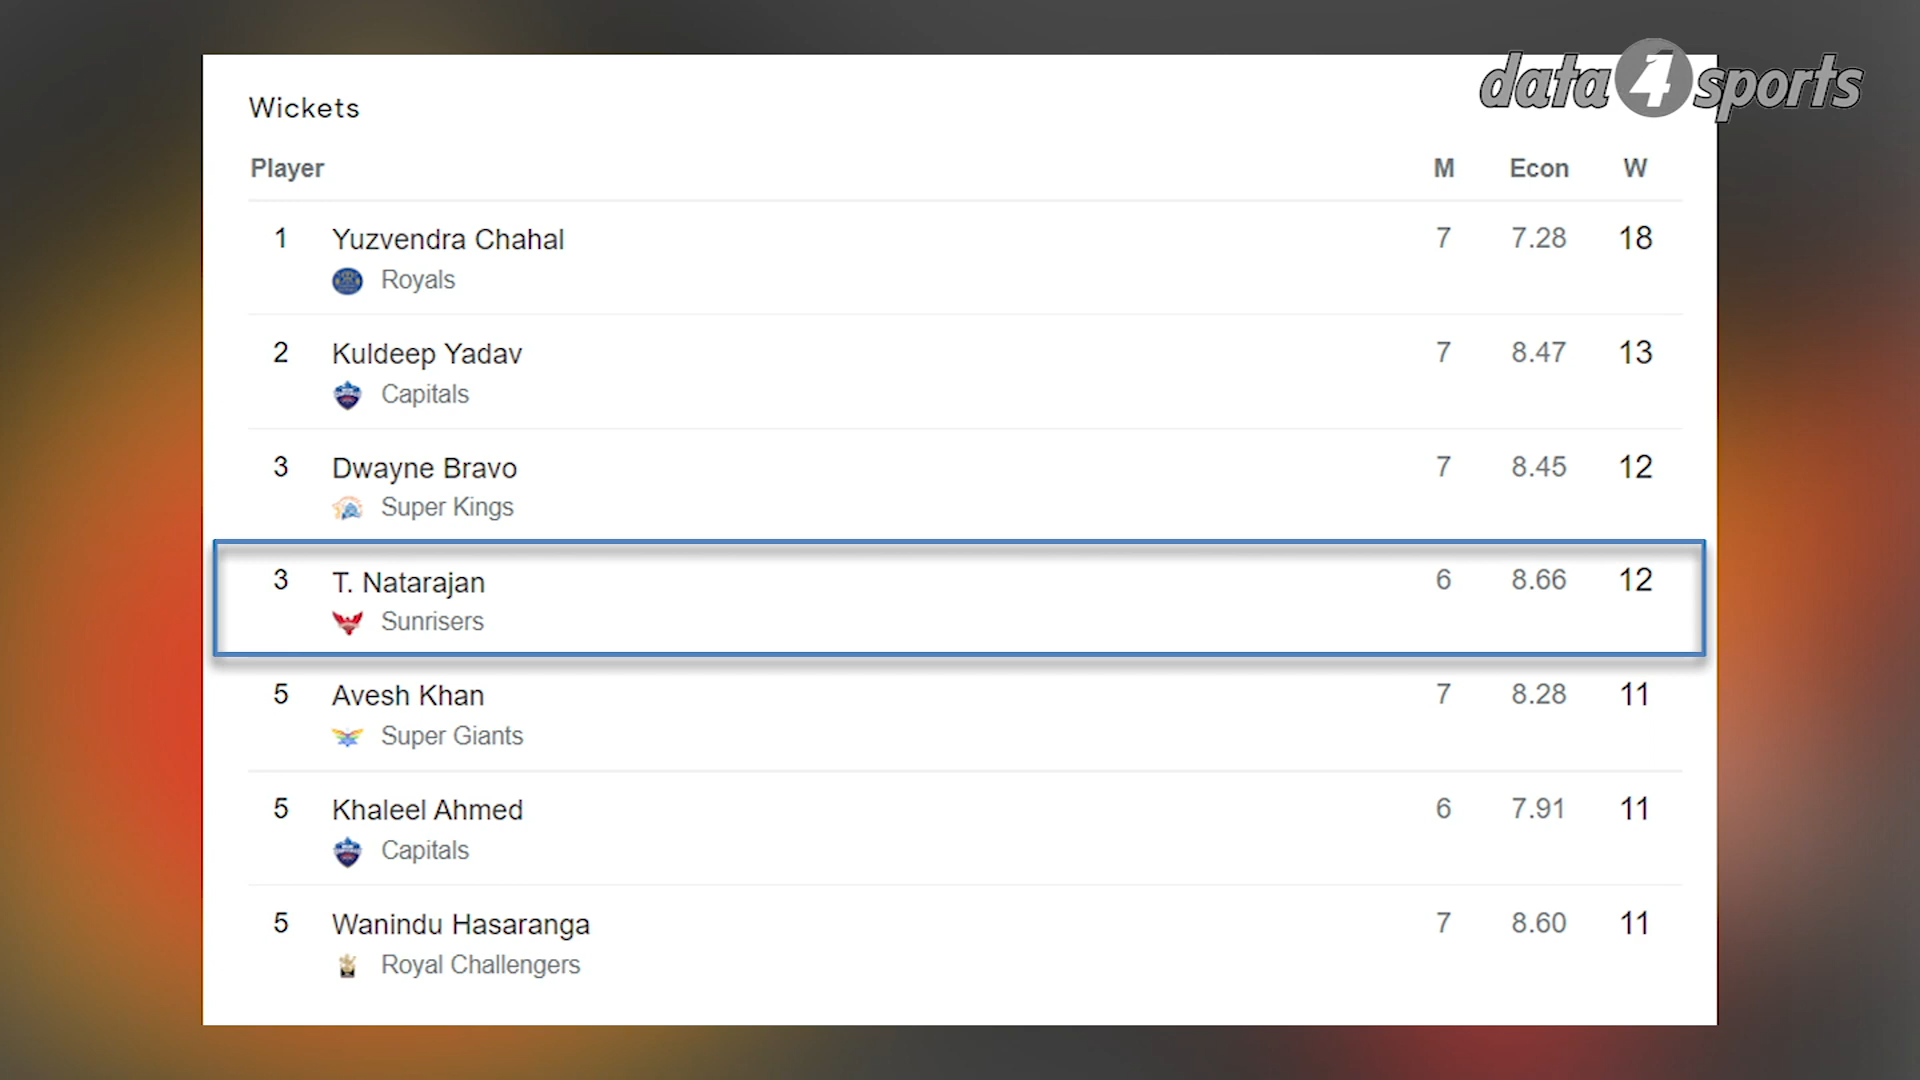 data 4 sports
Wickets
Player M Econ W
1 Yuzvendra Chahal 7 7.28 18
Royals
2 Kuldeep Yadav 7 8.47 13
Capitals
3 Dwayne Bravo 7 8.45 12
Super Kings
3 T. Natarajan 6 8.66 12
Sunrisers
5 Avesh Khan 7 8.28 11
Super Giants
5 Khaleel Ahmed 6 7.91 11
Capitals
5 Wanindu Hasaranga 7 8.60 11
Royal Challengers